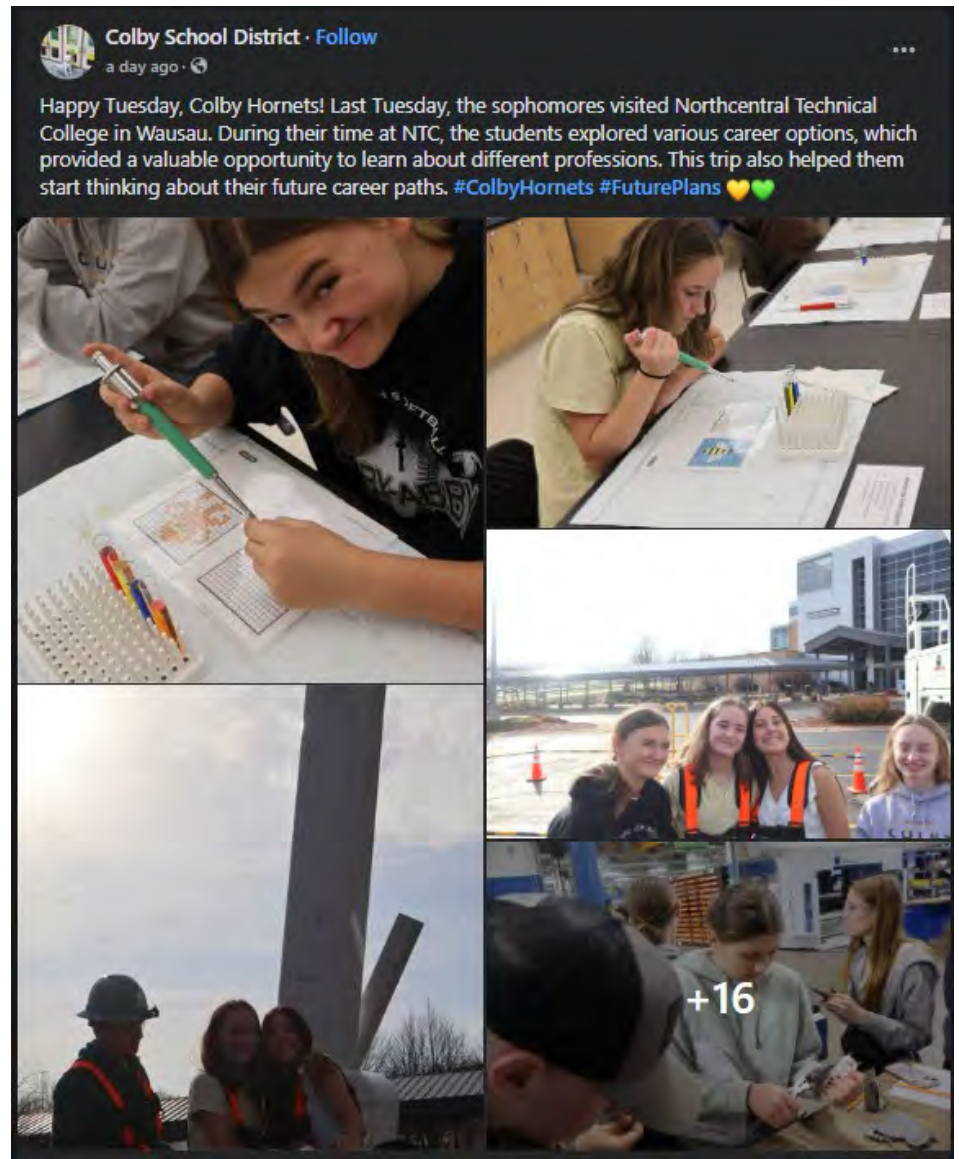 Colby School District · Follow
a day ago ·
Happy Tuesday, Colby Hornets! Last Tuesday, the sophomores visited Northcentral Technical
College in Wausau. During their time at NTC, the students explored various career options, which
provided a valuable opportunity to learn about different professions. This trip also helped them
start thinking about their future career paths. #ColbyHornets #FuturePlans 💛💚
+16